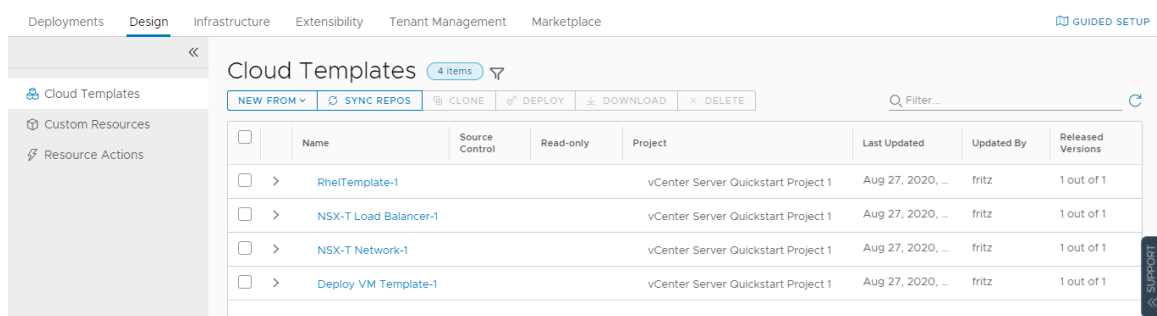 Deployments Design Infrastructure Extensibility Tenant Management Marketplace GUIDED SETUP
Cloud Templates 4 items
Cloud Templates
Custom Resources
Resource Actions
NEW FROM SYNC REPOS CLONE DEPLOY DOWNLOAD DELETE Filter...
Name Source Control Read-only Project Last Updated Updated By Released Versions
RhelTemplate-1 vCenter Server Quickstart Project 1 Aug 27, 2020, ... fritz 1 out of 1
NSX-T Load Balancer-1 vCenter Server Quickstart Project 1 Aug 27, 2020, ... fritz 1 out of 1
NSX-T Network-1 vCenter Server Quickstart Project 1 Aug 27, 2020, ... fritz 1 out of 1
Deploy VM Template-1 vCenter Server Quickstart Project 1 Aug 27, 2020, ... fritz 1 out of 1
SUPPORT